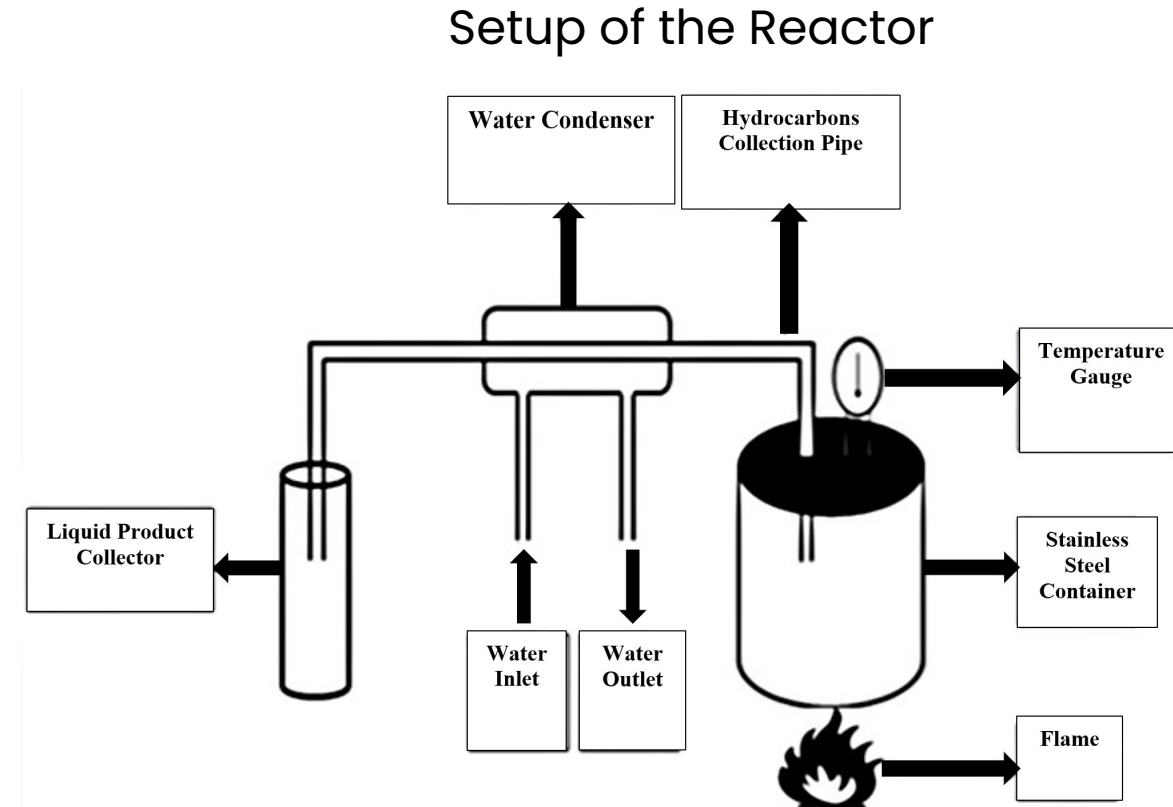 Setup of the Reactor
Water Condenser
Hydrocarbons
Collection Pipe
Temperature
Gauge
Liquid Product
Collector
Stainless
Steel
Container
Water
Inlet
Water
Outlet
Flame